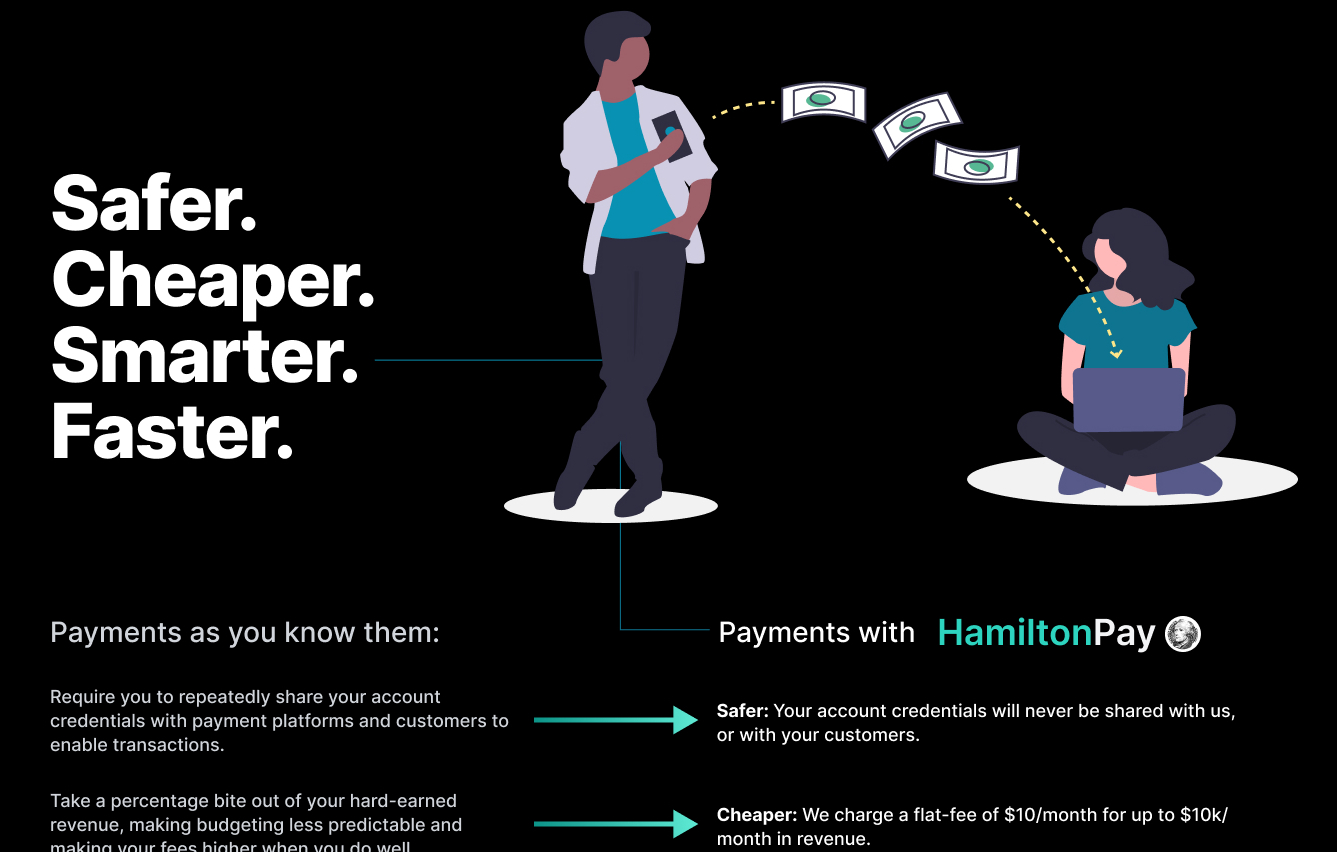 Safer.
Cheaper.
Smarter.
Faster.
Payments as you know them:
Payments with HamiltonPay
Require you to repeatedly share your account
credentials with payment platforms and customers to
enable transactions.
Safer: Your account credentials will never be shared with us,
or with your customers.
Take a percentage bite out of your hard-earned
revenue, making budgeting less predictable and
making your fees higher when you do well
Cheaper: We charge a flat-fee of $10/month for up to $10k/
month in revenue.